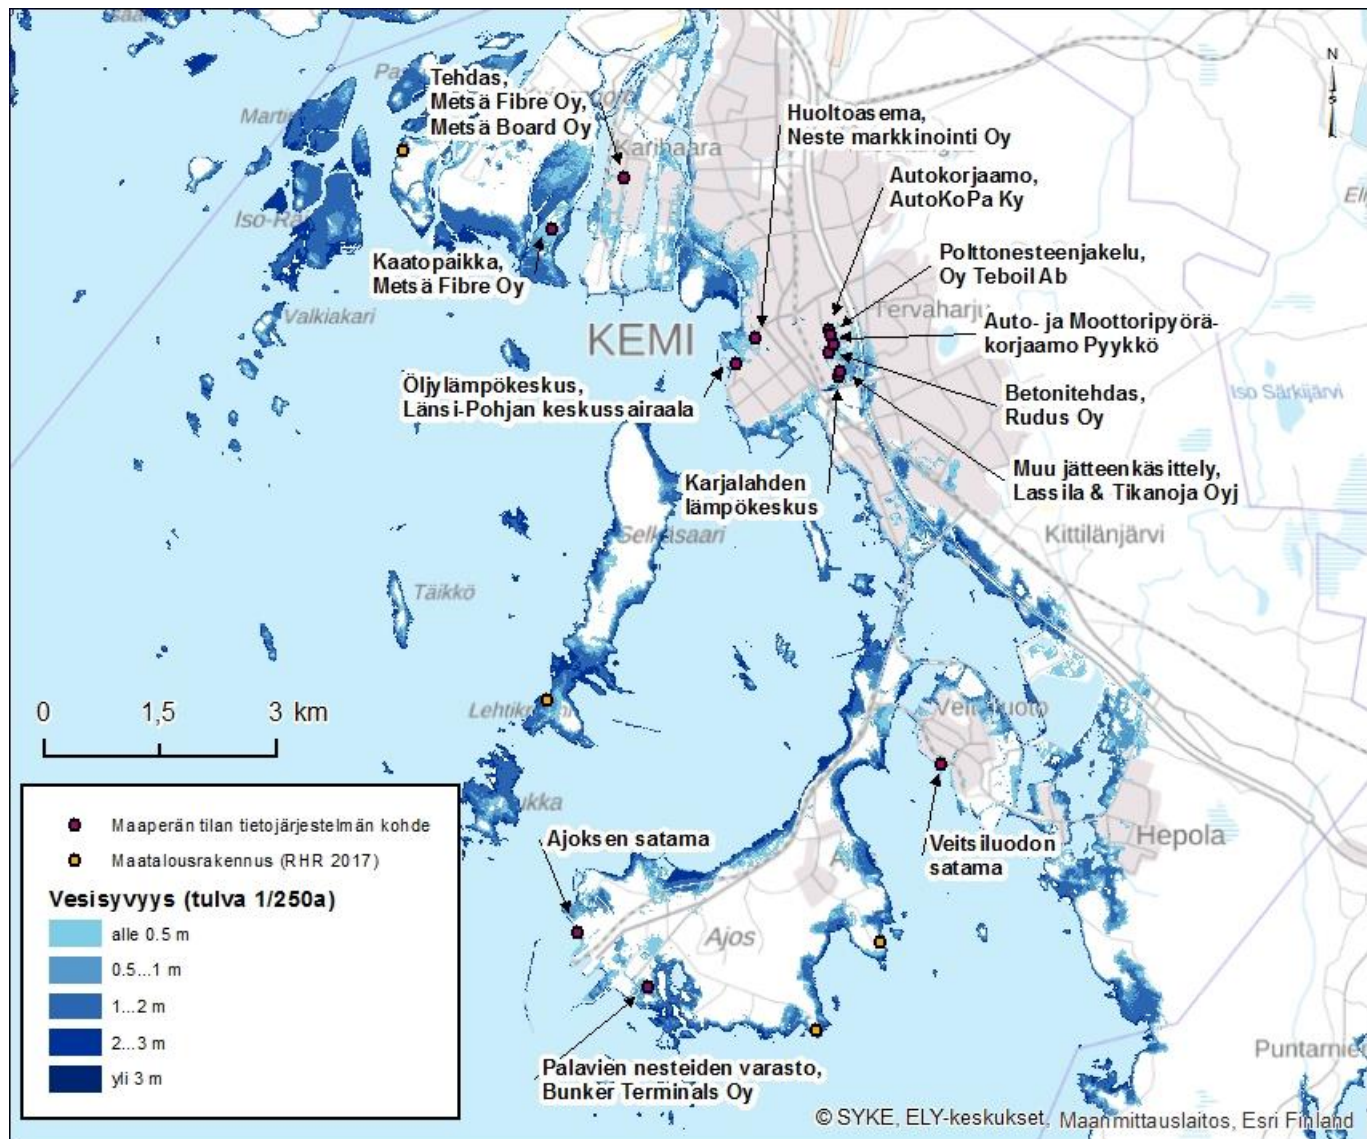 Tehdas,
Metsä Fibre Oy,
Metsä Board Oy
Huoltoasema,
Neste markkinointi Oy
N
Karihaara
Autokorjaamo,
AutoKoPa Ky
Kaatopaikka,
Metsä Fibre Oy
Polttonesteenjakelu,
Oy Teboil Ab
Valkiakari
KEMI
Tervaharju
Auto- ja Moottoripyörä-
korjaamo Pyykkö
Öljylämpökeskus,
Länsi-Pohjan keskussairaala
Betonitehdas,
Rudus Oy
Iso Särkijärvi
Karjalahden
lämpökeskus
Muu jätteenkäsittely,
Lassila & Tikanoja Oyj
Selkäsaari
Kittilänjärvi
Täikkö
0 1,5 3 km
Ajoksen satama
Veitsiluodon
satama
Hepola
Ajos
Palavien nesteiden varasto,
Bunker Terminals Oy
Maaperän tilan tietojärjestelmän kohde
Maatalousrakennus (RHR 2017)
Vesisyvyys (tulva 1/250a)
alle 0.5 m
0.5...1 m
1...2 m
2...3 m
yli 3 m
© SYKE, ELY-keskukset, Maanmittauslaitos, Esri Finland